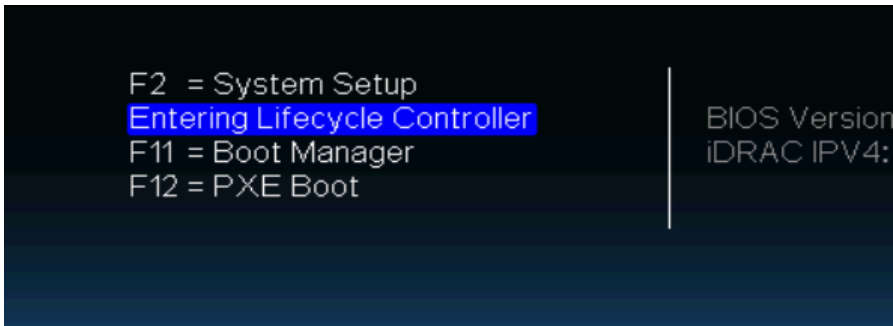 F2 = System Setup
Entering Lifecycle Controller
F11 = Boot Manager
F12 = PXE Boot
BIOS Version
iDRAC IPV4: